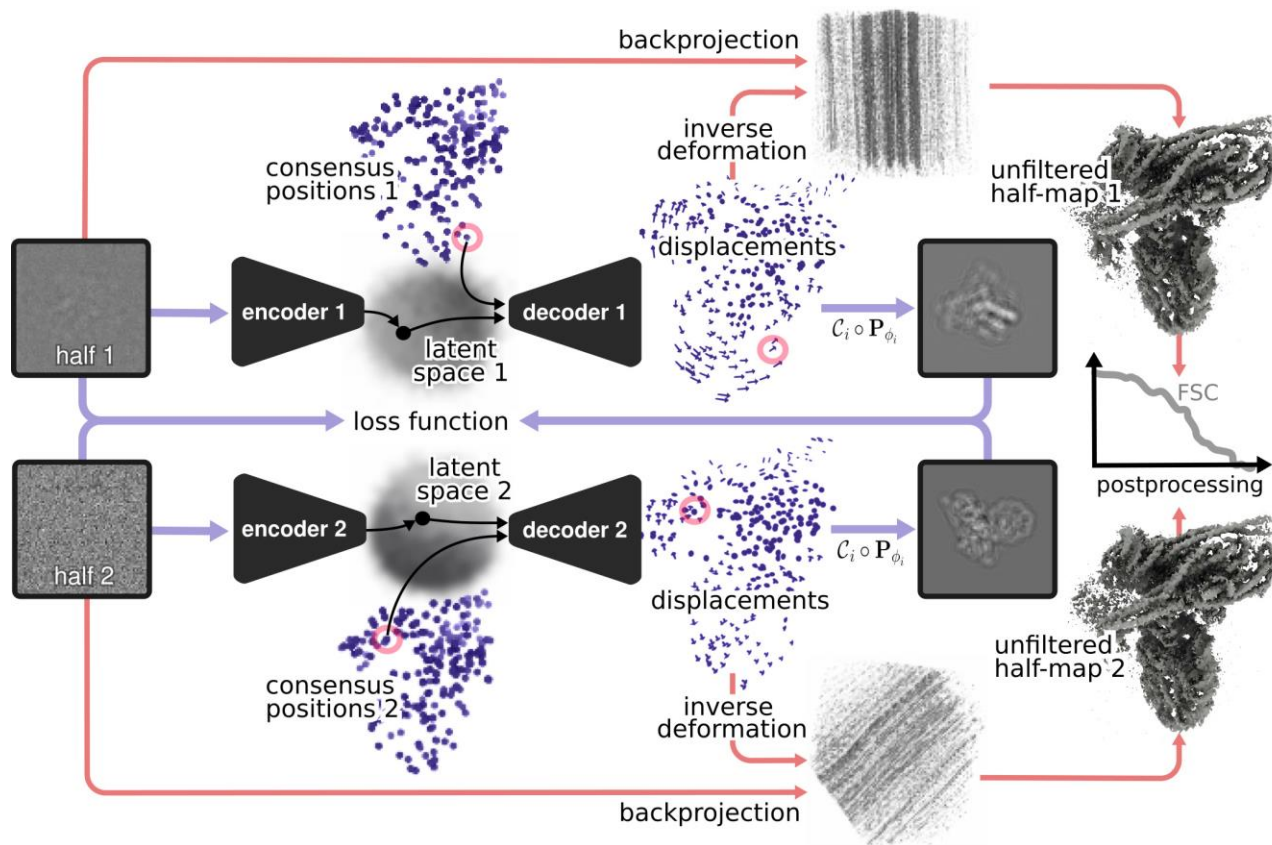 backprojection
consensus
positions 1
inverse
deformation
unfiltered
half-map 1
displacements
half 1
encoder 1
decoder 1
latent
space 1
𝒞ᵢ ∘ 𝐏_ϕᵢ
FSC
loss function
latent
space 2
postprocessing
half 2
encoder 2
decoder 2
𝒞ᵢ ∘ 𝐏_ϕᵢ
displacements
consensus
positions 2
unfiltered
half-map 2
inverse
deformation
backprojection